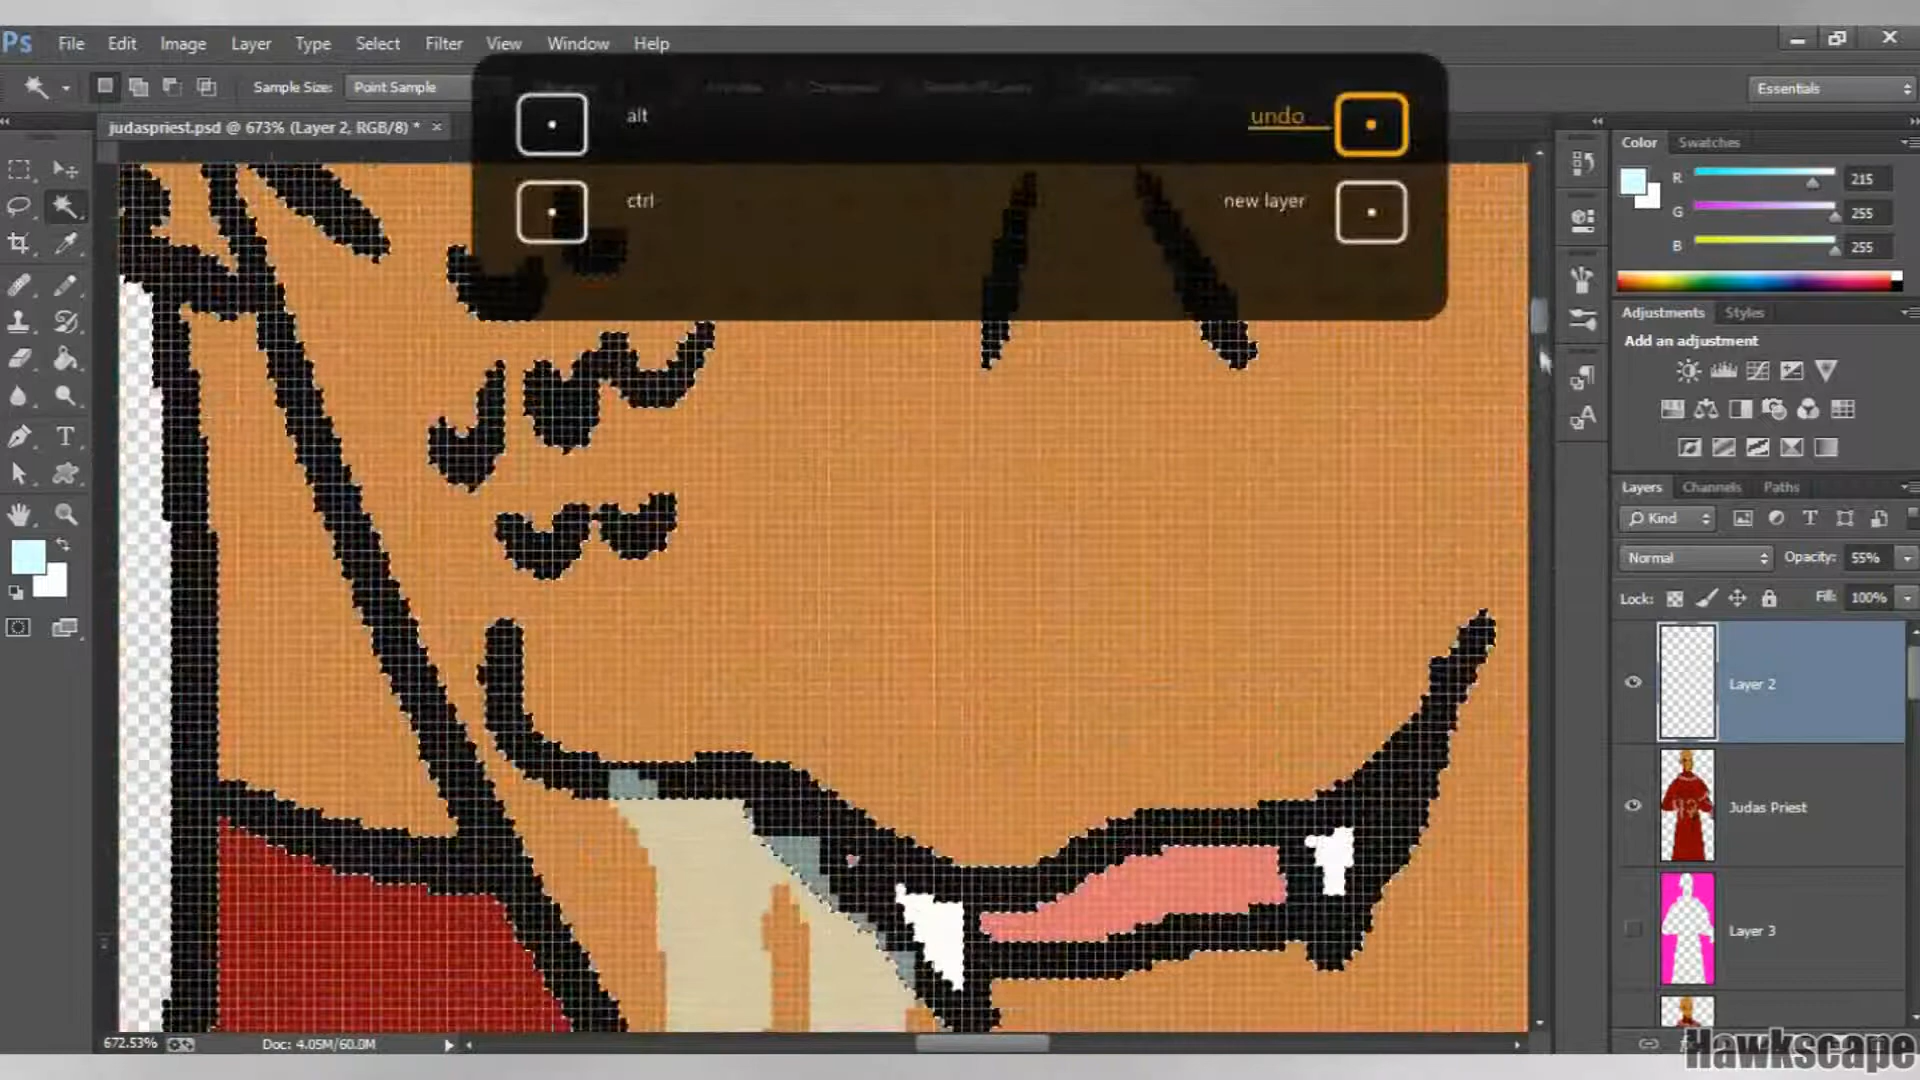 Ps File Edit Image Layer Type Select Filter View Window Help
Sample Size: Point Sample
Essentials
judaspriest.psd @ 673% (Layer 2, RGB/8) * ×
alt
undo
ctrl
new layer
Color Swatches
R 215
G 255
B 255
Adjustments Styles
Add an adjustment
Layers Channels Paths
Kind
Normal Opacity: 55%
Lock: Fill: 100%
Layer 2
Judas Priest
Layer 3
672.53% Doc: 4.05M/60.0M
Hawkscape